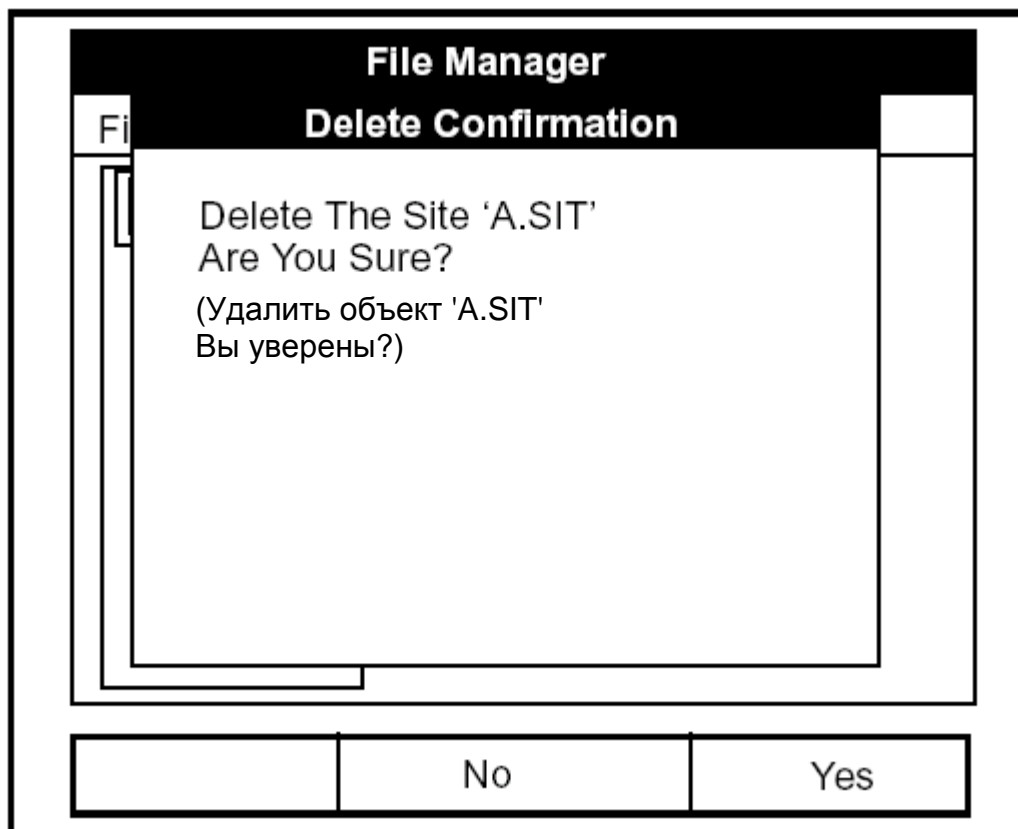 File Manager
Delete Confirmation
Fi
Delete The Site ‘A.SIT’
Are You Sure?
(Удалить объект 'A.SIT'
Вы уверены?)
No
Yes